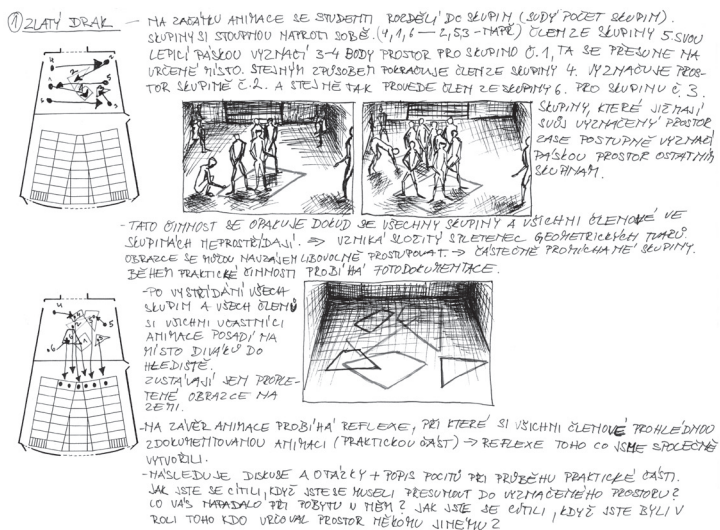 ① ZLATÝ DRAK — NA ZAČÁTKU ANIMACE SE STUDENTI ROZDĚLÍ DO SKUPIN (SUDÝ POČET SKUPIN).
SKUPINY SI STOUPNOU NAPROTI SOBĚ. (4,1,6 — 2,5,3 - NAPŘ) ČLEN ZE SKUPINY 5 SVOU
LEPICÍ PÁSKOU VYZNAČÍ 3-4 BODY PROSTOR PRO SKUPINU Č.1, TA SE PŘESUNE NA
URČENÉ MÍSTO. STEJNÝM ZPŮSOBEM POKRAČUJE ČLEN ZE SKUPINY 4. VYZNAČUJE PROS-
TOR SKUPINĚ Č.2. A STEJNĚ TAK PROVEDE ČLEN ZE SKUPINY 6. PRO SKUPINU Č. 3.
SKUPINY, KTERÉ JIŽ MAJÍ
SVŮJ VYZNAČENÝ PROSTOR
ZASE POSTUPNĚ VYZNAČÍ
PÁSKOU PROSTOR OSTATNÍM
SKUPINÁM.
- TATO ČINNOST SE OPAKUJE DOKUD SE VŠECHNY SKUPINY A VŠICHNI ČLENOVÉ VE
SKUPINÁCH NEPROSTŘÍDAJÍ. ⇒ VZNIKÁ SLOŽITÝ SPLETENEC GEOMETRICKÝCH TVARŮ
OBRAZCE SE MŮŽOU NAVZÁJEM LIBOVOLNĚ PROSTUPOVAT. → ČÁSTEČNĚ PROMÍCHANÉ SKUPINY.
BĚHEM PRAKTICKÉ ČINNOSTI PROBÍHÁ FOTODOKUMENTACE.
- PO VYSTŘÍDÁNÍ VŠECH
SKUPIN A VŠECH ČLENŮ
SI VŠICHNI ÚČASTNÍCI
ANIMACE POSADÍ NA
MÍSTO DIVÁKŮ DO
HLEDIŠTĚ.
ZŮSTÁVAJÍ JEM PROPLE-
TENÉ OBRAZCE NA
ZEMI.
- NA ZÁVĚR ANIMACE PROBÍHÁ REFLEXE, PŘI KTERÉ SI VŠICHNI ČLENOVÉ PROHLÉDNOU
ZDOKUMENTOVANOU ANIMACI (PRAKTICKOU ČÁST) → REFLEXE TOHO CO JSME SPOLEČNĚ
VYTVOŘILI.
- NÁSLEDUJE DISKUSE A OTÁZKY + POPIS POCITŮ PŘI PRŮBĚHU PRAKTICKÉ ČÁSTI.
JAK JSTE SE CÍTILI, KDYŽ JSTE SE MUSELI PŘESUNOUT DO VYZNAČENÉHO PROSTORU?
CO VÁS NAPADALO PŘI POBYTU V NĚM? JAK JSTE SE CÍTILI, KDYŽ JSTE BYLI V
ROLI TOHO KDO URČOVAL PROSTOR NĚKOMU JINÉMU?